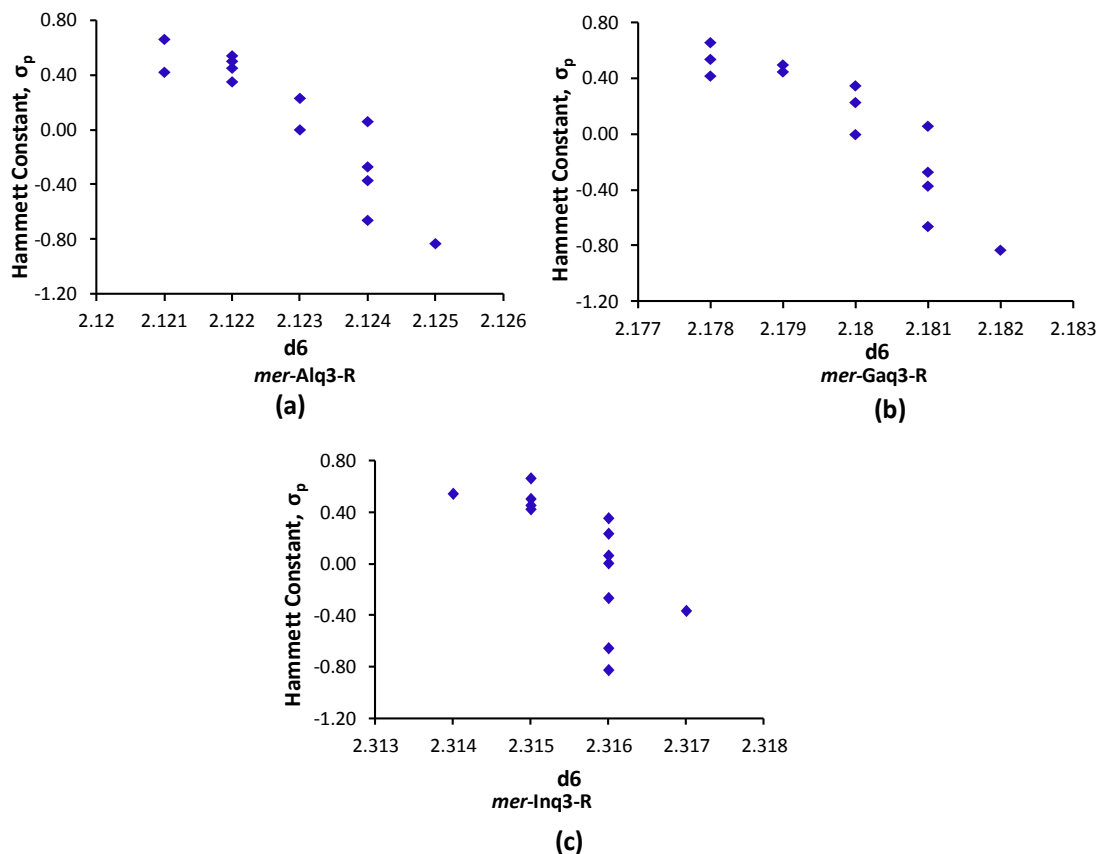 Hammett Constant, σp
0.80
0.40
0.00
-0.40
-0.80
-1.20
2.12 2.121 2.122 2.123 2.124 2.125 2.126
d6
mer-Alq3-R
(a)
Hammett Constant, σp
0.80
0.40
0.00
-0.40
-0.80
-1.20
2.177 2.178 2.179 2.18 2.181 2.182 2.183
d6
mer-Gaq3-R
(b)
Hammett Constant, σp
0.80
0.40
0.00
-0.40
-0.80
-1.20
2.313 2.314 2.315 2.316 2.317 2.318
d6
mer-Inq3-R
(c)